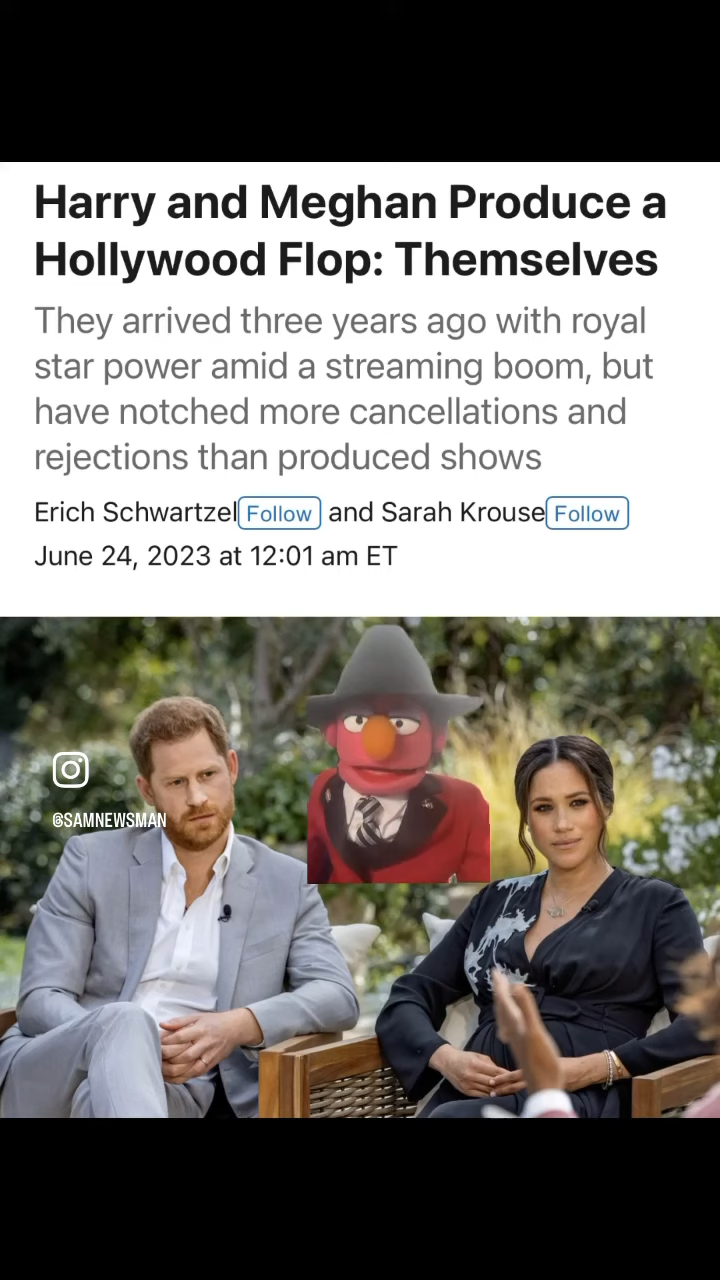 Harry and Meghan Produce a
Hollywood Flop: Themselves
They arrived three years ago with royal
star power amid a streaming boom, but
have notched more cancellations and
rejections than produced shows
Erich Schwartzel Follow and Sarah Krouse Follow
June 24, 2023 at 12:01 am ET
@SAMNEWSMAN